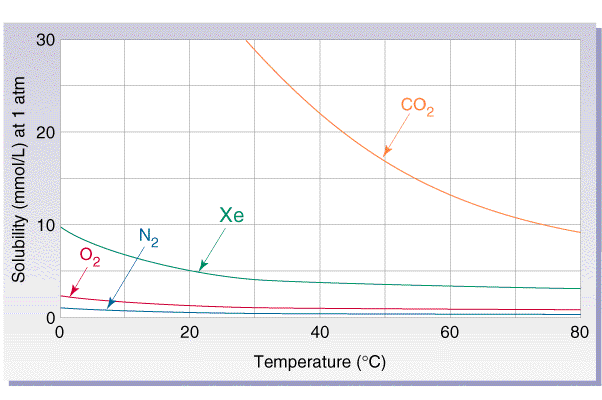 Solubility (mmol/L) at 1 atm
30
20
10
0
CO₂
Xe
N₂
O₂
0 20 40 60 80
Temperature (°C)